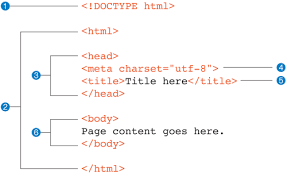 1 <!DOCTYPE html>
<html>
<head>
3 <meta charset="utf-8"> 4
<title>Title here</title> 5
</head>
2
<body>
6 Page content goes here.
</body>
</html>